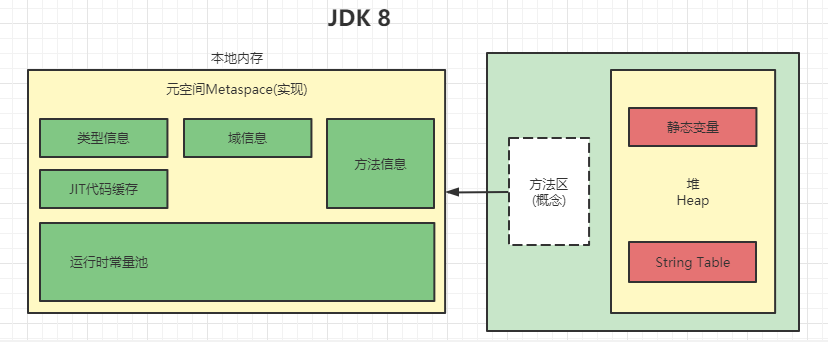 JDK 8
本地内存
元空间Metaspace(实现)
类型信息
域信息
方法信息
JIT代码缓存
运行时常量池
方法区
(概念)
静态变量
堆
Heap
String Table